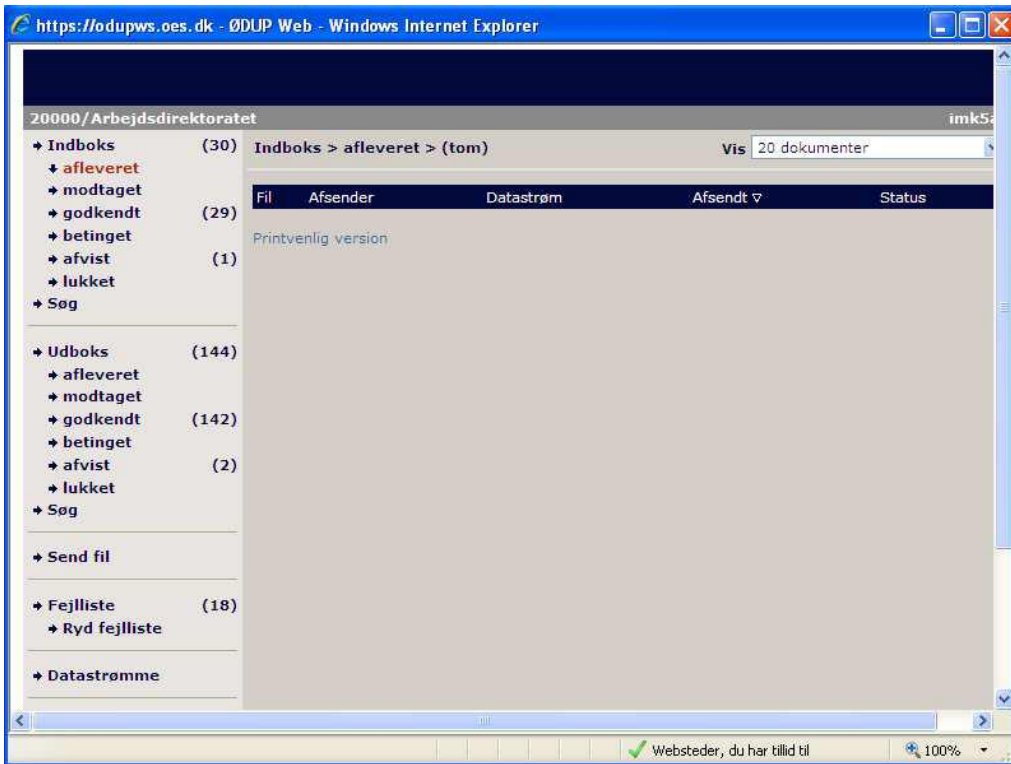 https://odupws.oes.dk - ØDUP Web - Windows Internet Explorer
20000/Arbejdsdirektoratet imk5
Indboks (30)
afleveret
modtaget
godkendt (29)
betinget
afvist (1)
lukket
Søg
Udboks (144)
afleveret
modtaget
godkendt (142)
betinget
afvist (2)
lukket
Søg
Send fil
Fejlliste (18)
Ryd fejlliste
Datastrømme
Indboks > afleveret > (tom) Vis 20 dokumenter
Fil Afsender Datastrøm Afsendt Status
Printvenlig version
Websteder, du har tillid til 100%